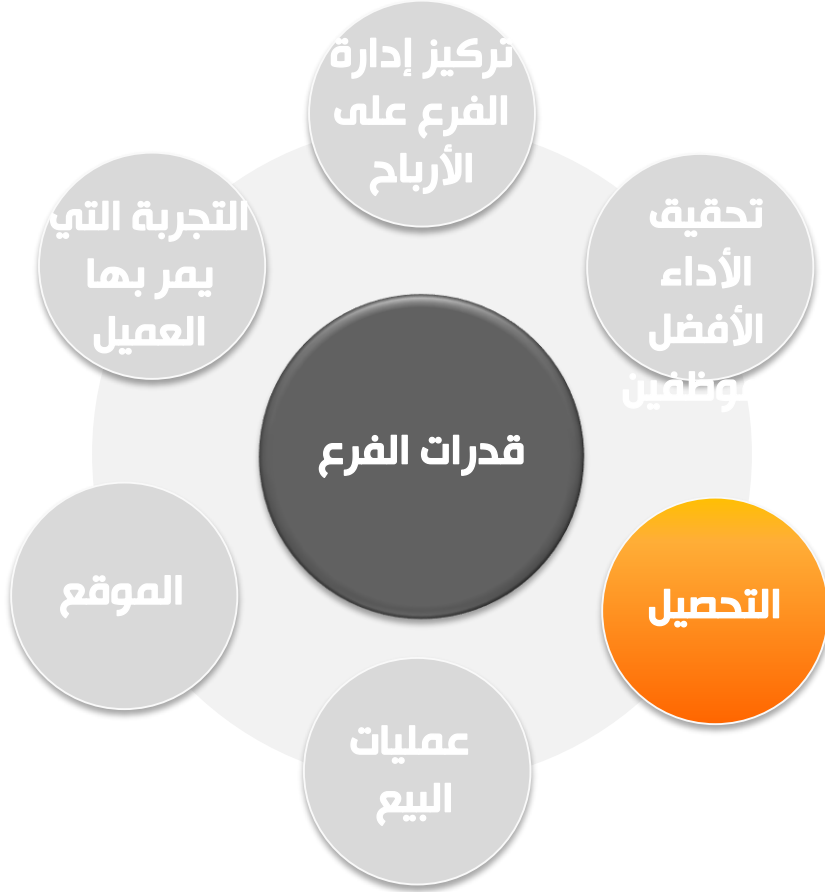 تركيز إدارة
الفرع على
الأرباح
تحقيق
الأداء
الأفضل
التحصيل
عمليات
البيع
الموقع
التجربة التي
يمر بها
العميل
قدرات الفرع